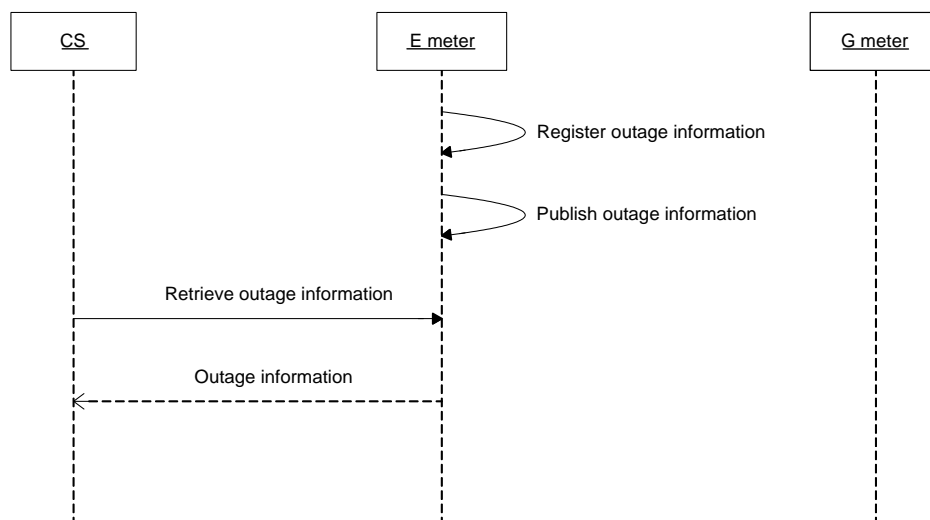 CS
E meter
G meter
Register outage information
Publish outage information
Retrieve outage information
Outage information